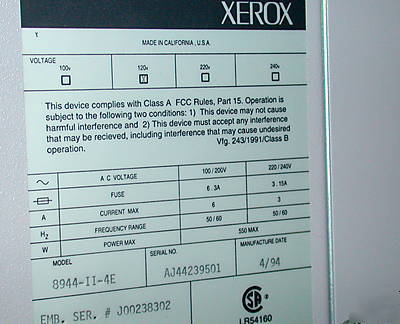 XEROX
Y
MADE IN CALIFORNIA, U.S.A.
VOLTAGE
100v 120v 220v 240v
This device complies with Class A FCC Rules, Part 15. Operation is
subject to the following two conditions: 1) This device may not cause
harmful interference and 2) This device must accept any interference
that may be recieved, including interference that may cause undesired
operation.
Vfg. 243/1991/Class B
A C VOLTAGE 100/200V 220/240V
FUSE 6.3A 3.15A
A CURRENT MAX 6 3
Hz FREQUENCY RANGE 50/60 50/60
W POWER MAX 550 MAX
MODEL SERIAL NO. MANUFACTURE DATE
8944-II-4E AJ44239501 4/94
EMB. SER. # J00238302
LR54160